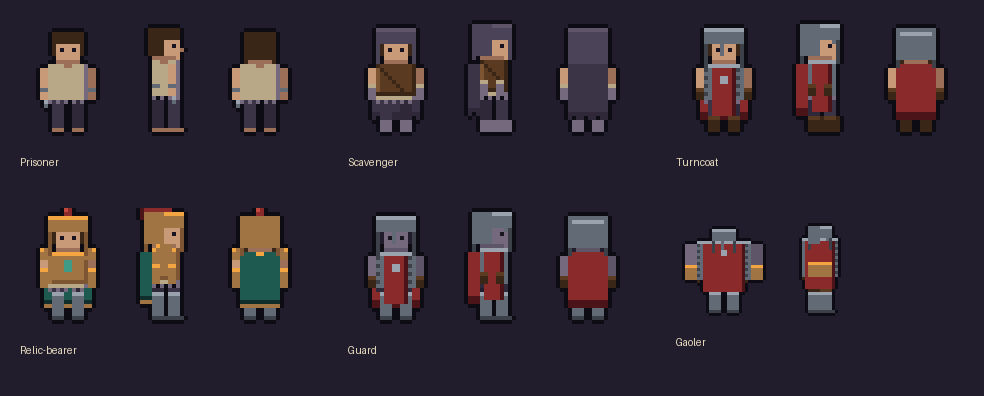 Prisoner
Scavenger
Turncoat
Relic-bearer
Guard
Gaoler